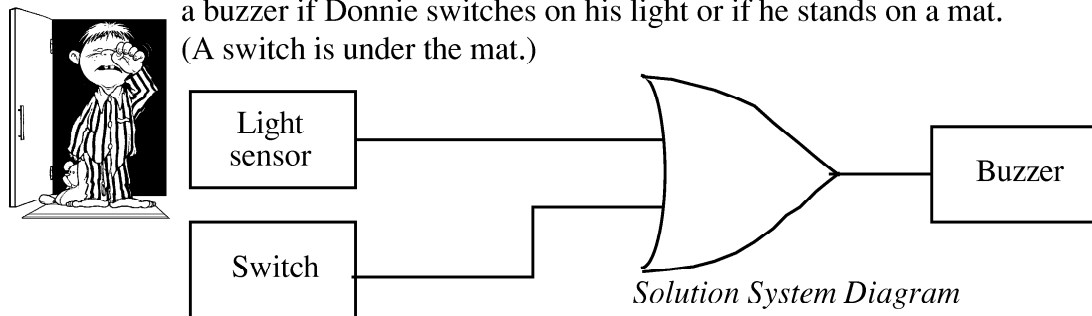 a buzzer if Donnie switches on his light or if he stands on a mat.
(A switch is under the mat.)
Light
sensor
Buzzer
Switch
Solution System Diagram